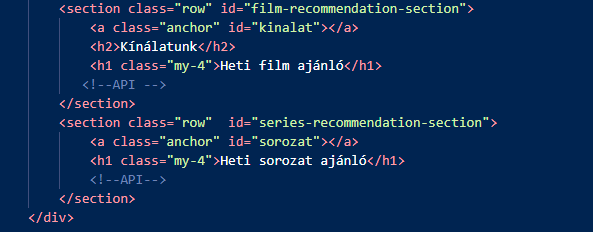 <section class="row" id="film-recommendation-section">
<a class="anchor" id="kinalat"></a>
<h2>Kínálatunk</h2>
<h1 class="my-4">Heti film ajánló</h1>
<!--API -->
</section>
<section class="row"  id="series-recommendation-section">
<a class="anchor" id="sorozat"></a>
<h1 class="my-4">Heti sorozat ajánló</h1>
<!--API-->
</section>
</div>